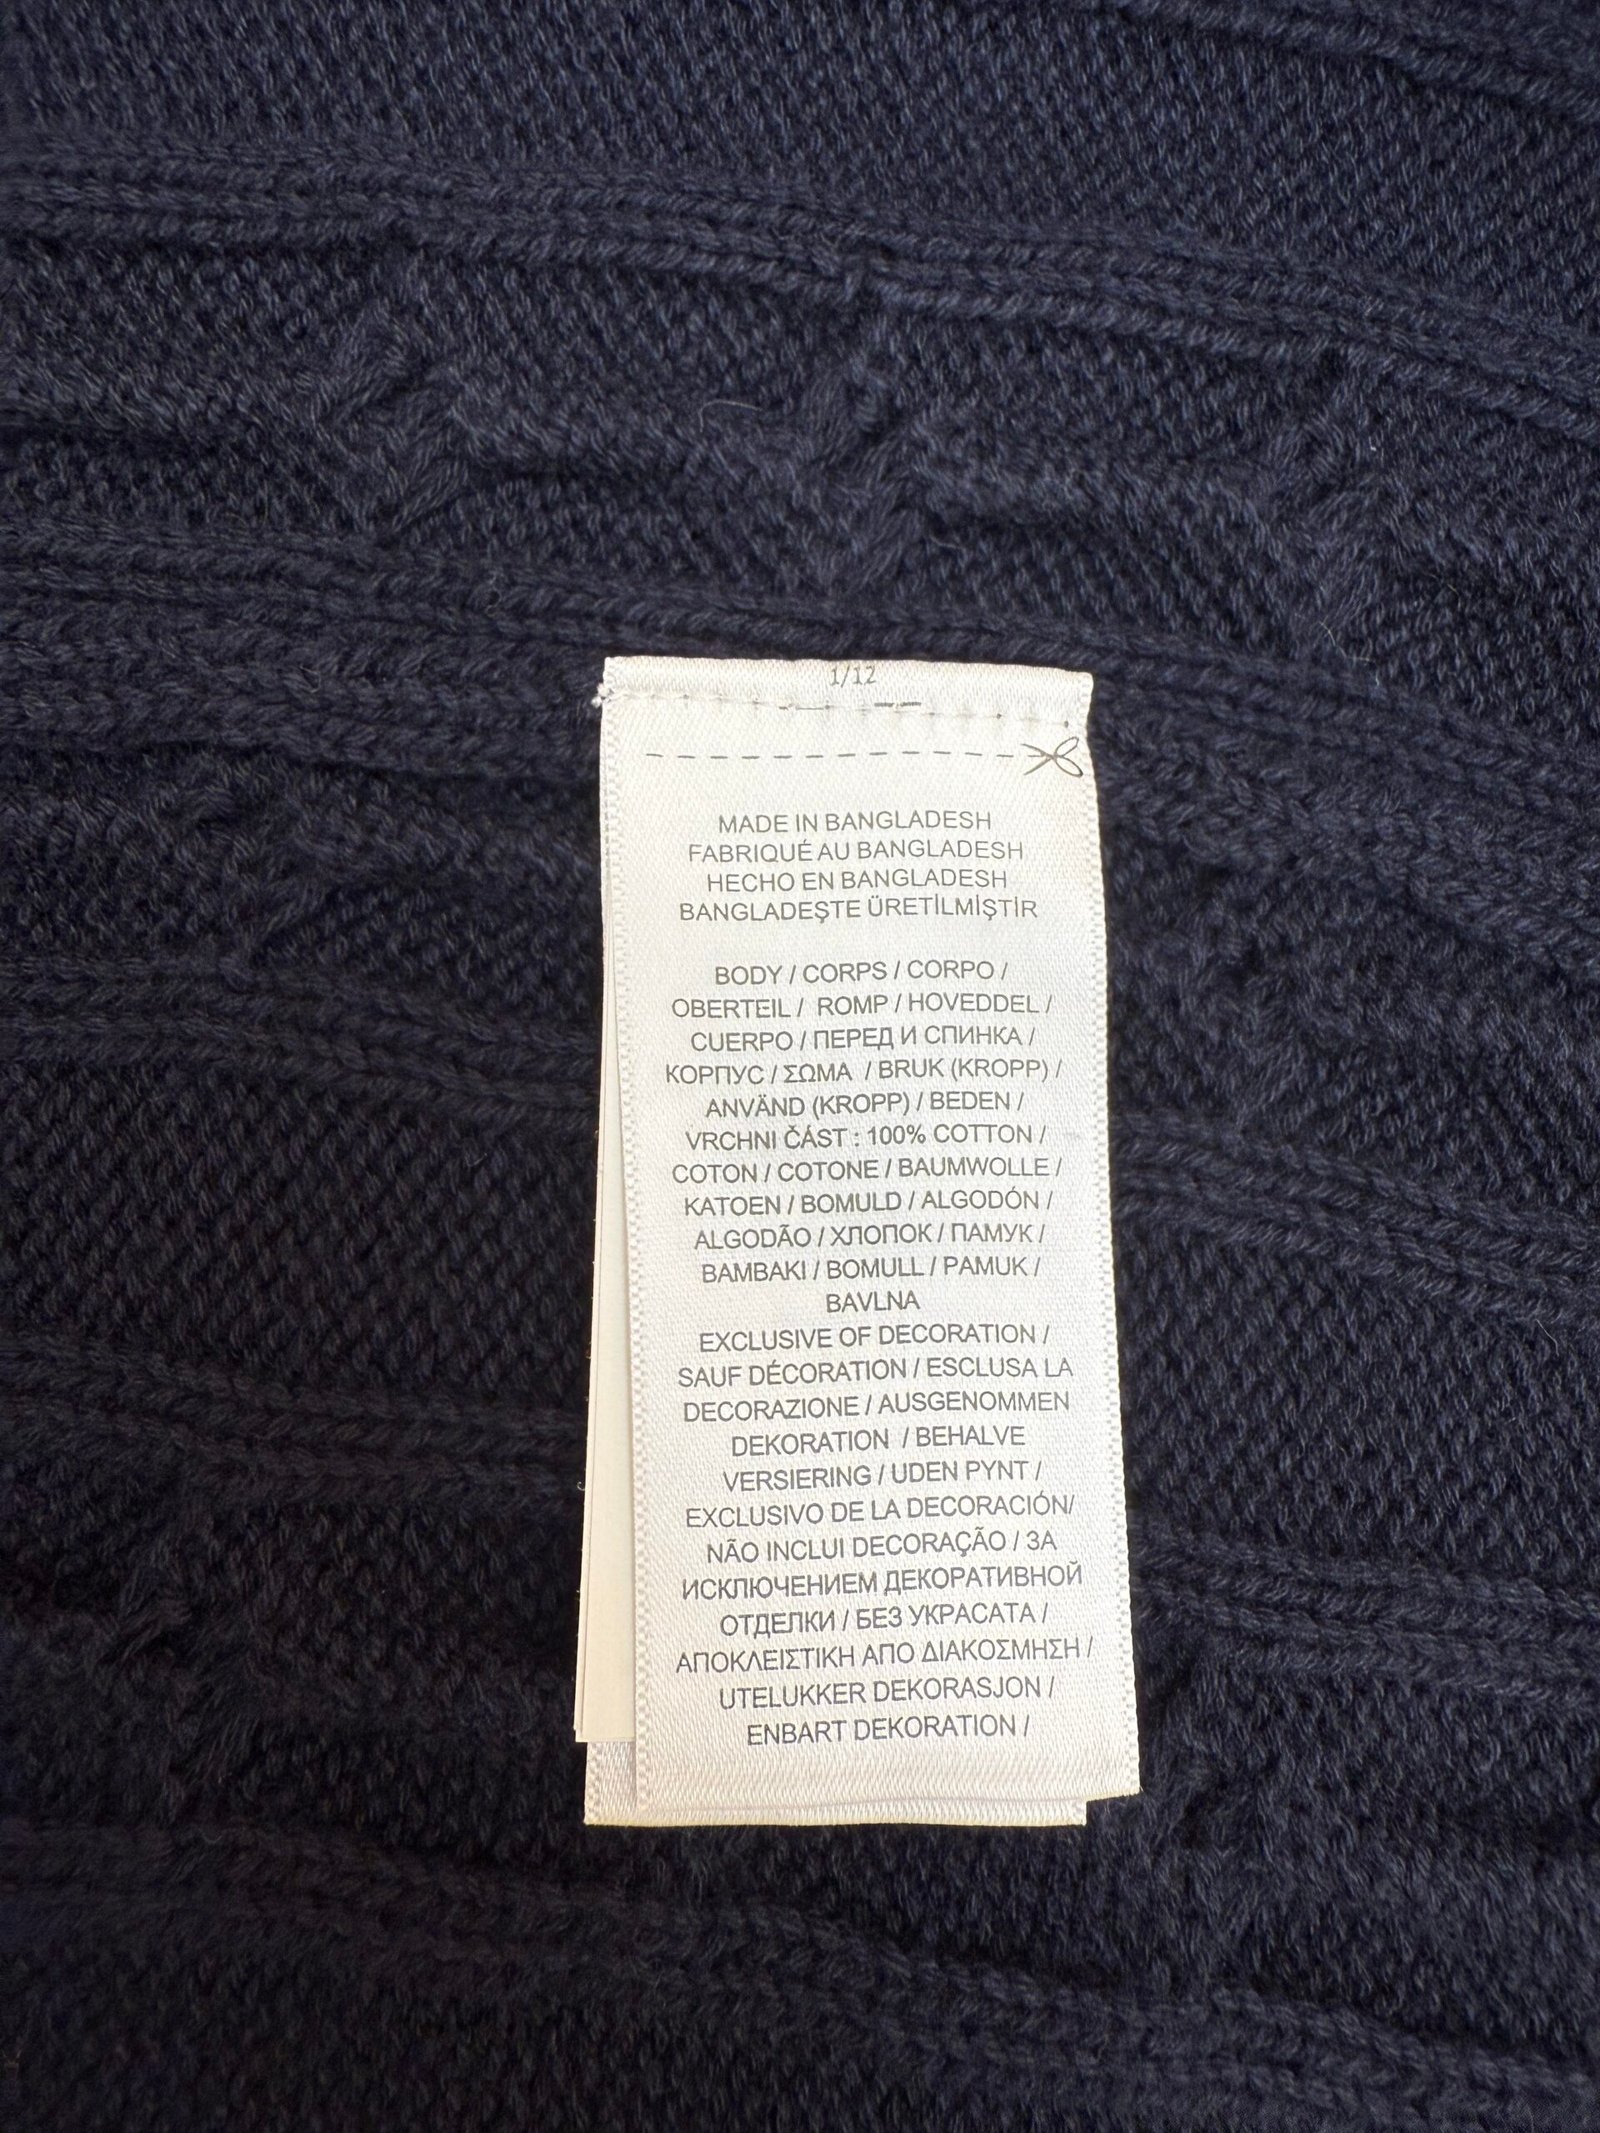 1/12
MADE IN BANGLADESH
FABRIQUÉ AU BANGLADESH
HECHO EN BANGLADESH
BANGLADEŞTE ÜRETİLMİŞTİR
BODY / CORPS / CORPO /
OBERTEIL / ROMP / HOVEDDEL /
CUERPO / ПЕРЕД И СПИНКА /
КОРПУС / ΣΩΜΑ / BRUK (KROPP) /
ANVÄND (KROPP) / BEDEN /
VRCHNI ČÁST : 100% COTTON /
COTON / COTONE / BAUMWOLLE /
KATOEN / BOMULD / ALGODÓN /
ALGODÃO / ХЛОПОК / ПАМУК /
BAMBAKI / BOMULL / PAMUK /
BAVLNA
EXCLUSIVE OF DECORATION /
SAUF DÉCORATION / ESCLUSA LA
DECORAZIONE / AUSGENOMMEN
DEKORATION / BEHALVE
VERSIERING / UDEN PYNT /
EXCLUSIVO DE LA DECORACIÓN/
NÃO INCLUI DECORAÇÃO / ЗА
ИСКЛЮЧЕНИЕМ ДЕКОРАТИВНОЙ
ОТДЕЛКИ / БЕЗ УКРАСАТА /
ΑΠΟΚΛΕΙΣΤΙΚΗ ΑΠΟ ΔΙΑΚΟΣΜΗΣΗ /
UTELUKKER DEKORASJON /
ENBART DEKORATION /